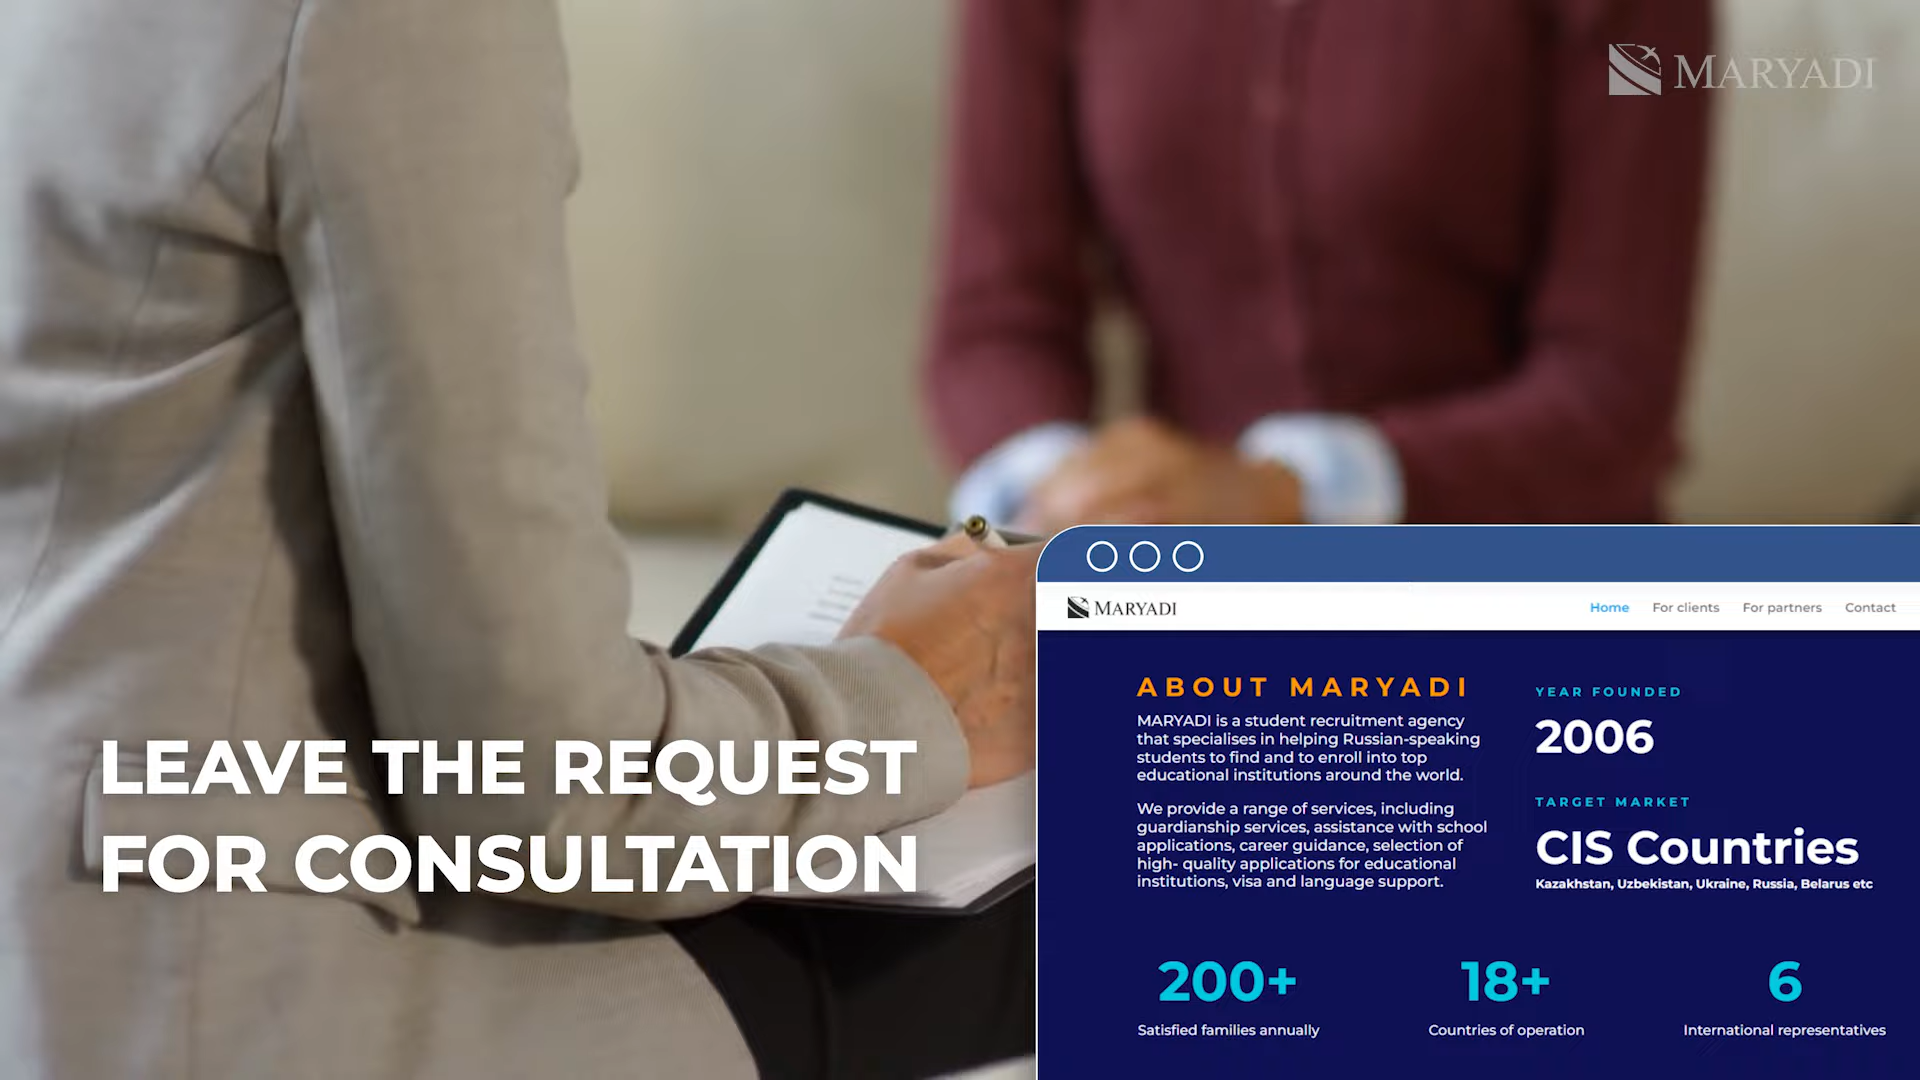 MARYADI
LEAVE THE REQUEST
FOR CONSULTATION
MARYADI
Home For clients For partners Contact
ABOUT MARYADI
MARYADI is a student recruitment agency
that specialises in helping Russian-speaking
students to find and to enroll into top
educational institutions around the world.
We provide a range of services, including
guardianship services, assistance with school
applications, career guidance, selection of
high- quality applications for educational
institutions, visa and language support.
YEAR FOUNDED
2006
TARGET MARKET
CIS Countries
Kazakhstan, Uzbekistan, Ukraine, Russia, Belarus etc
200+ 18+ 6
Satisfied families annually Countries of operation International representatives